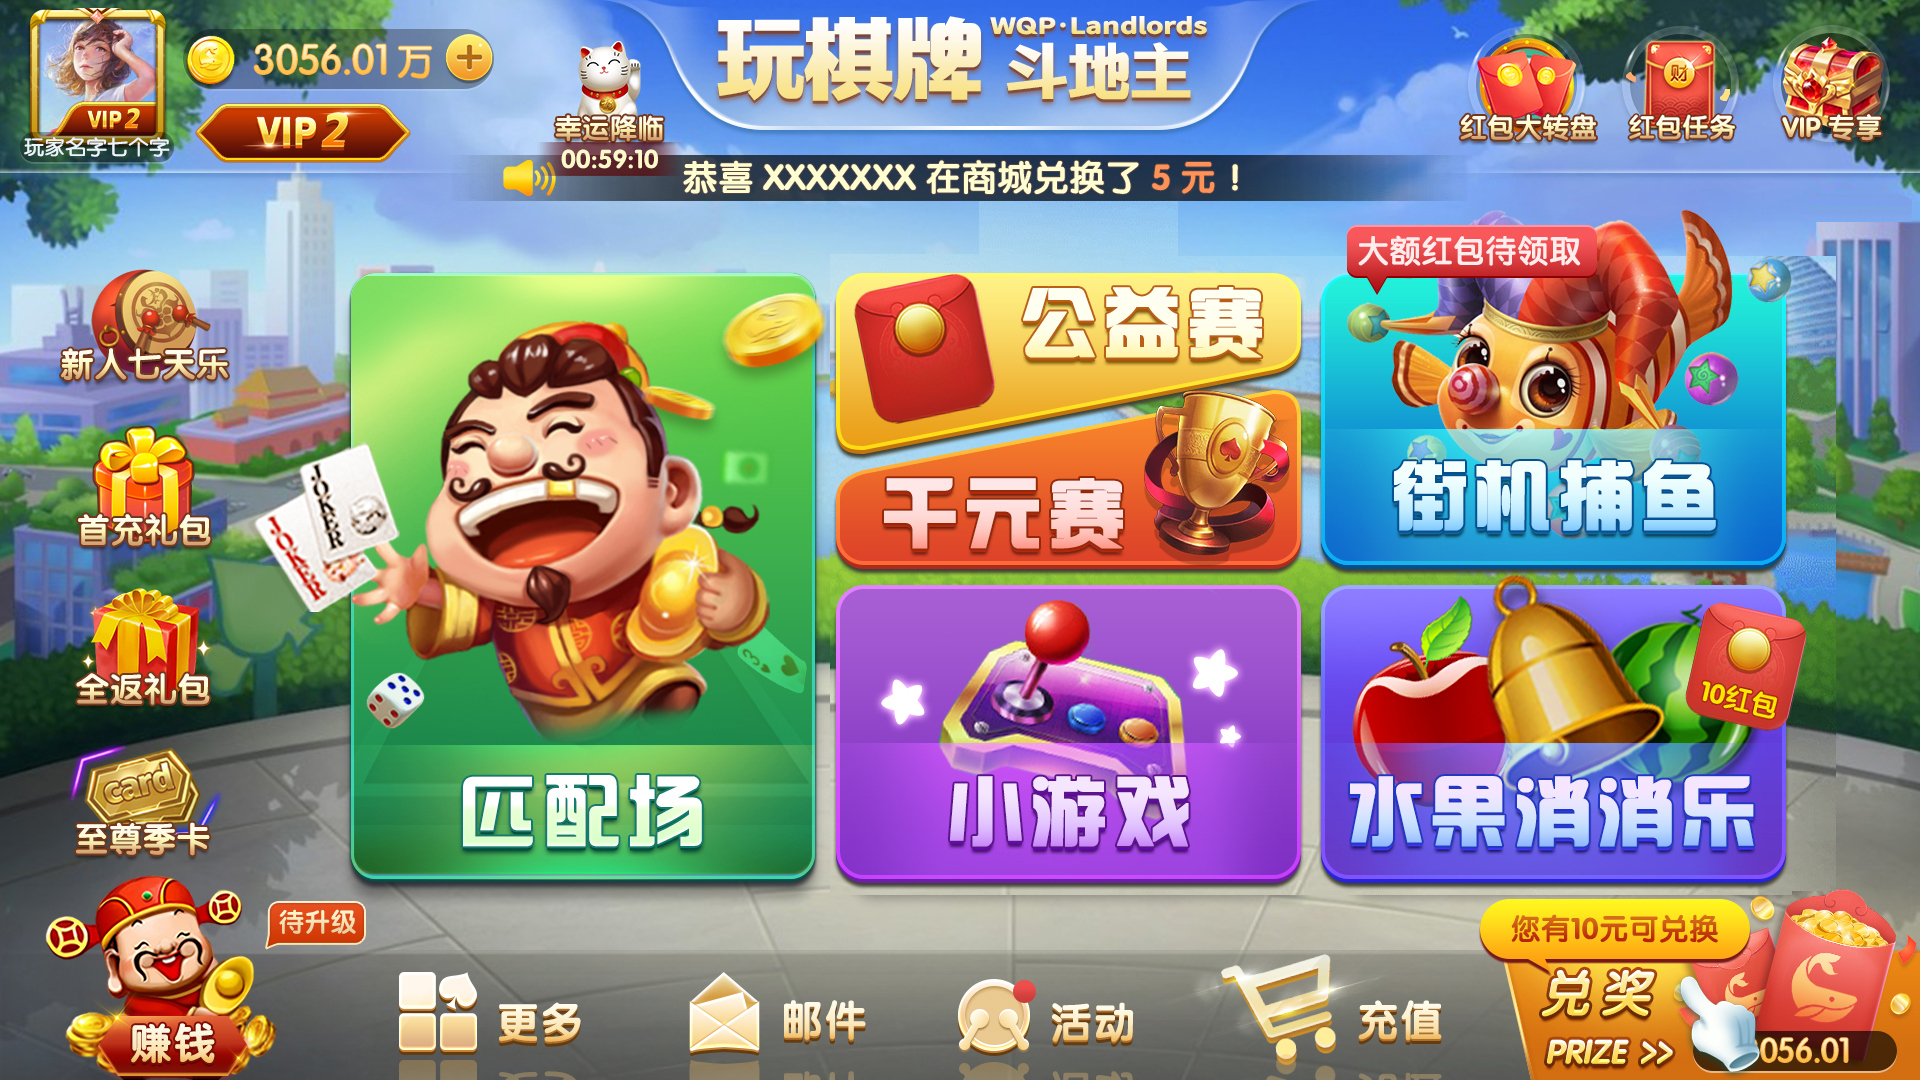 VIP 2
玩家名字七个字
3056.01万
VIP 2
幸运降临
00:59:10
玩棋牌
WQP·Landlords
斗地主
红包大转盘
财
红包任务
VIP 专享
恭喜 XXXXXXX 在商城兑换了 5 元 !
新人七天乐
首充礼包
全返礼包
card
至尊季卡
JOKER
JOKER
3
匹配场
公益赛
千元赛
大额红包待领取
街机捕鱼
小游戏
10红包
水果消消乐
待升级
赚钱
更多
邮件
活动
充值
您有10元可兑换
兑奖
PRIZE >>
056.01